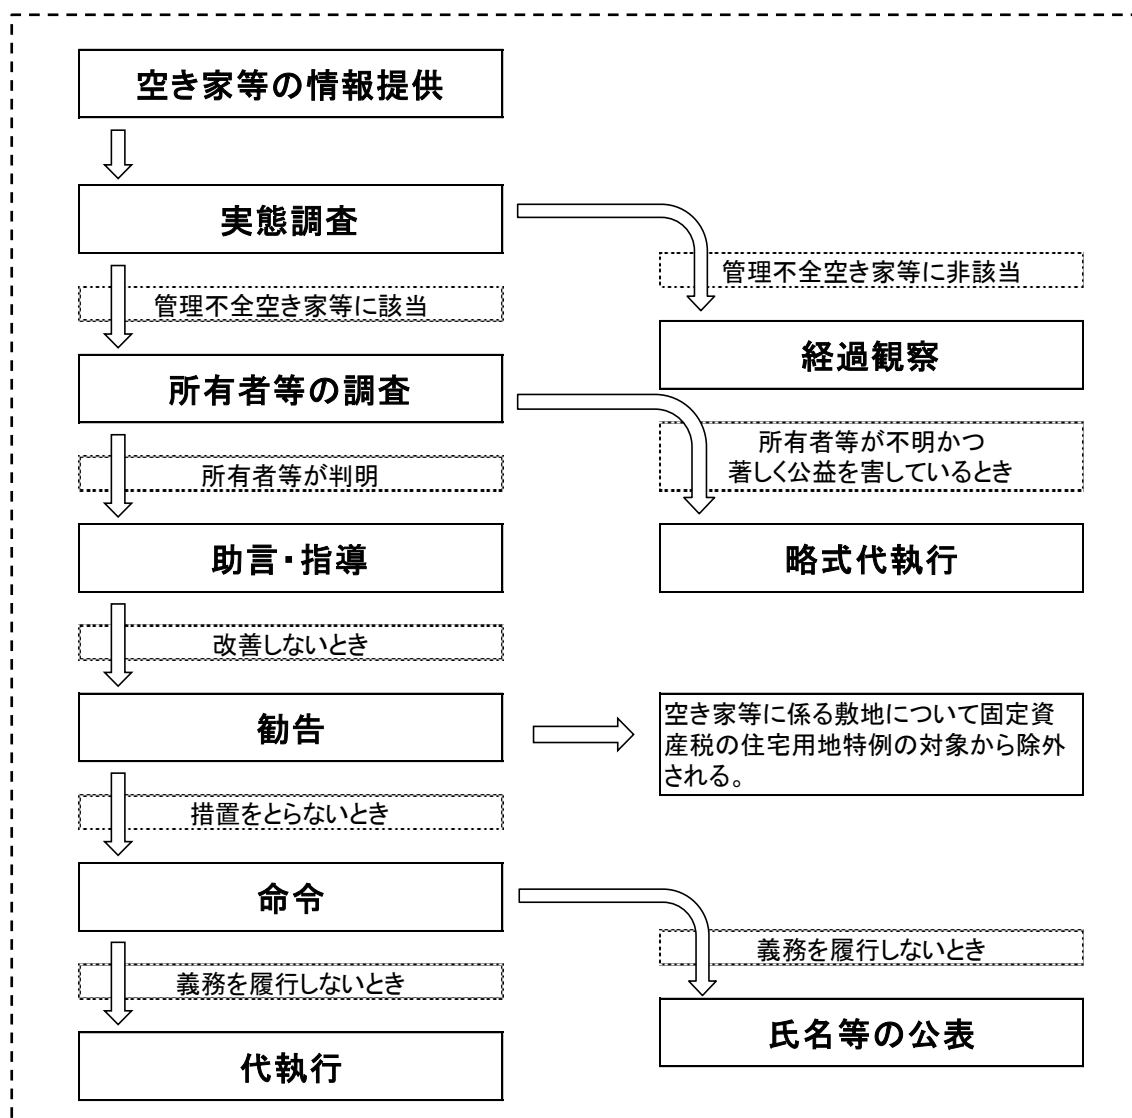 空き家等の情報提供
実態調査
管理不全空き家等に非該当
管理不全空き家等に該当
経過観察
所有者等の調査
所有者等が不明かつ
著しく公益を害しているとき
所有者等が判明
助言・指導
略式代執行
改善しないとき
勧告
空き家等に係る敷地について固定資
産税の住宅用地特例の対象から除外
される。
措置をとらないとき
命令
義務を履行しないとき
義務を履行しないとき
氏名等の公表
代執行